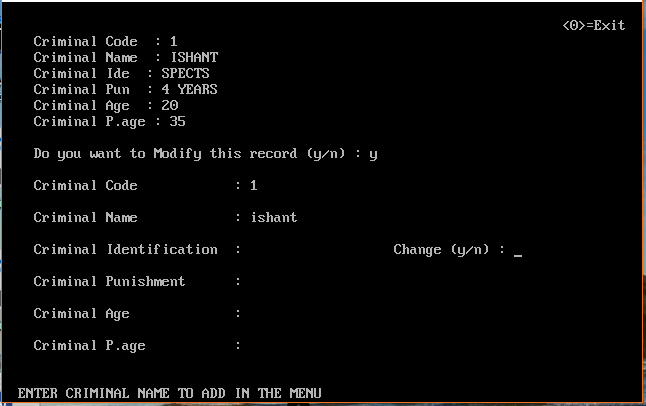 <0>=Exit
Criminal Code : 1
Criminal Name : ISHANT
Criminal Ide : SPECTS
Criminal Pun : 4 YEARS
Criminal Age : 20
Criminal P.age : 35
Do you want to Modify this record (y/n) : y
Criminal Code : 1
Criminal Name : ishant
Criminal Identification : Change (y/n) : _
Criminal Punishment :
Criminal Age :
Criminal P.age :
ENTER CRIMINAL NAME TO ADD IN THE MENU